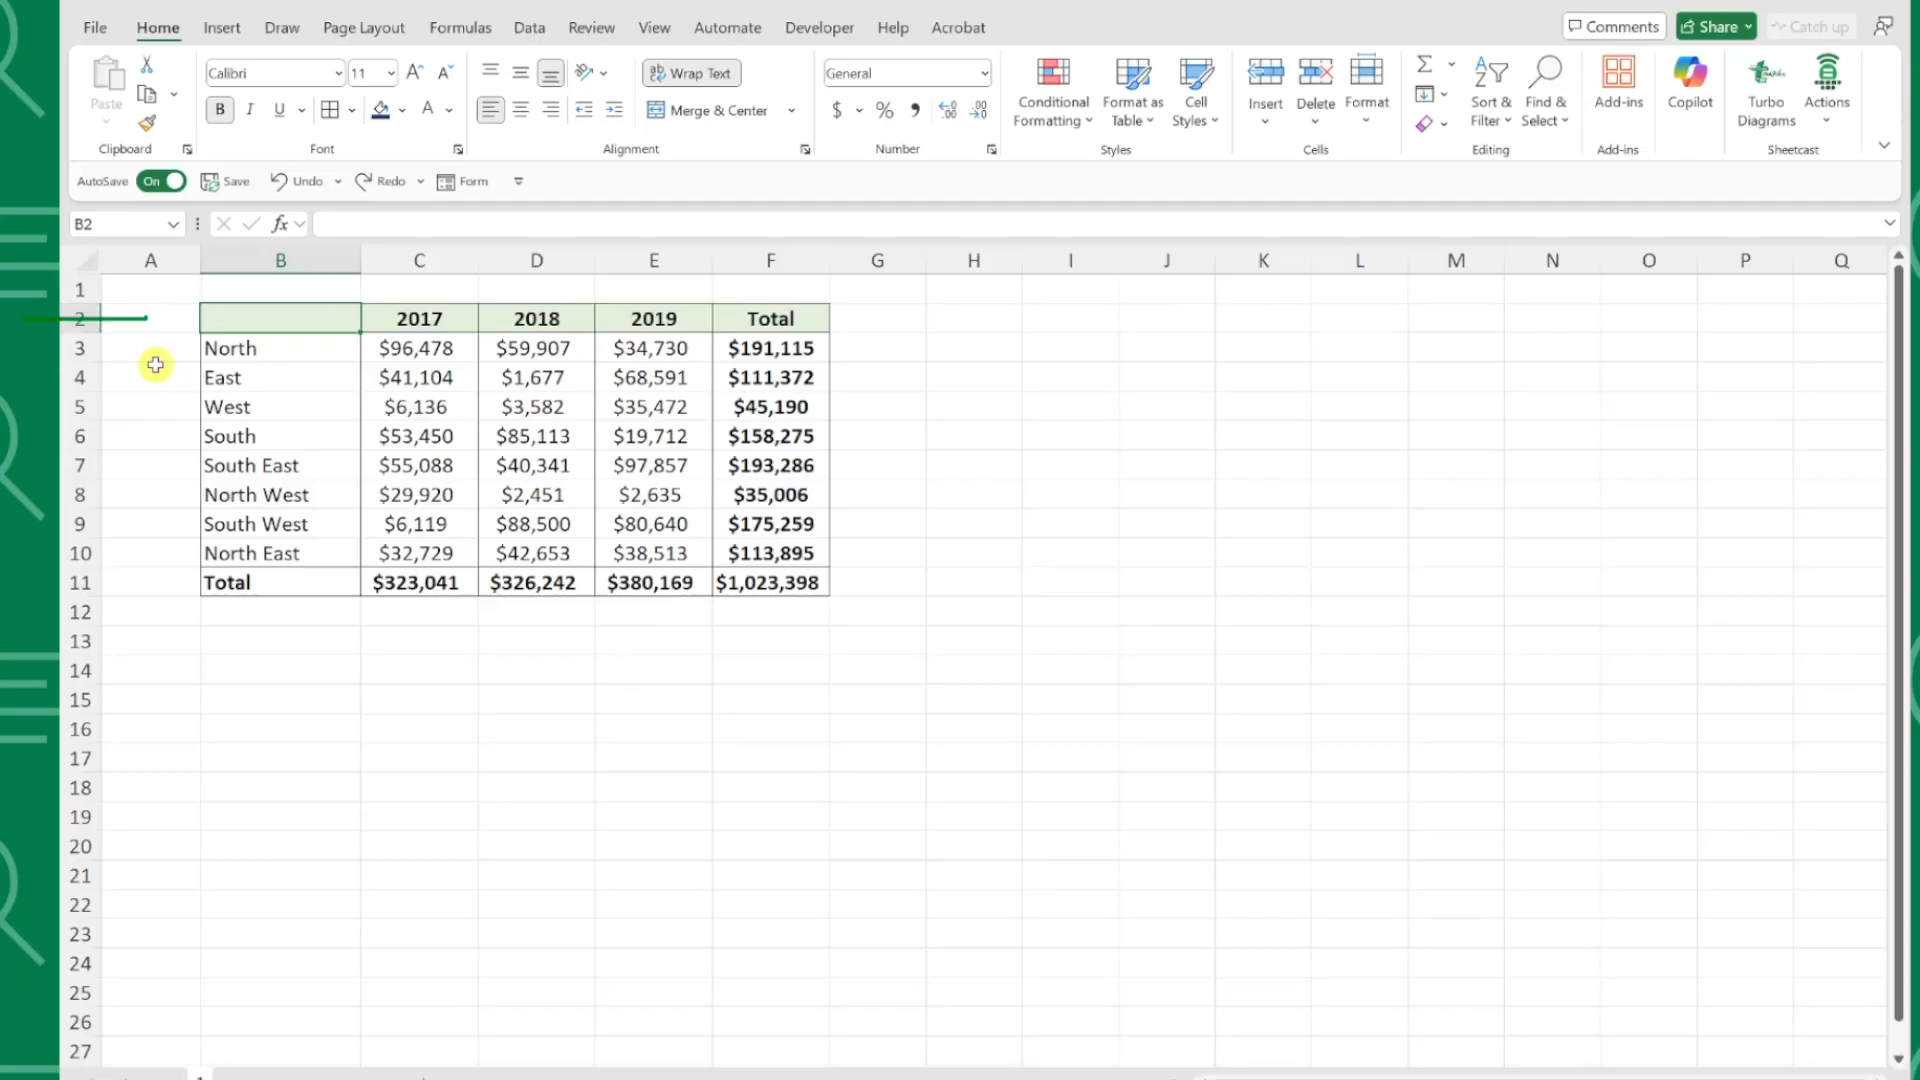 File Home Insert Draw Page Layout Formulas Data Review View Automate Developer Help Acrobat Comments Share Catch up
Paste Calibri 11 Wrap Text General Conditional Formatting Format as Table Cell Styles Insert Delete Format Sort & Filter Find & Select Add-ins Copilot Turbo Diagrams Actions
B I U A Merge & Center $ %
Clipboard Font Alignment Number Styles Cells Editing Add-ins Sheetcast
AutoSave On Save Undo Redo Form
B2 fx
A B C D E F G H I J K L M N O P Q
1
2 2017 2018 2019 Total
3 North $96,478 $59,907 $34,730 $191,115
4 East $41,104 $1,677 $68,591 $111,372
5 West $6,136 $3,582 $35,472 $45,190
6 South $53,450 $85,113 $19,712 $158,275
7 South East $55,088 $40,341 $97,857 $193,286
8 North West $29,920 $2,451 $2,635 $35,006
9 South West $6,119 $88,500 $80,640 $175,259
10 North East $32,729 $42,653 $38,513 $113,895
11 Total $323,041 $326,242 $380,169 $1,023,398
12
13
14
15
16
17
18
19
20
21
22
23
24
25
26
27